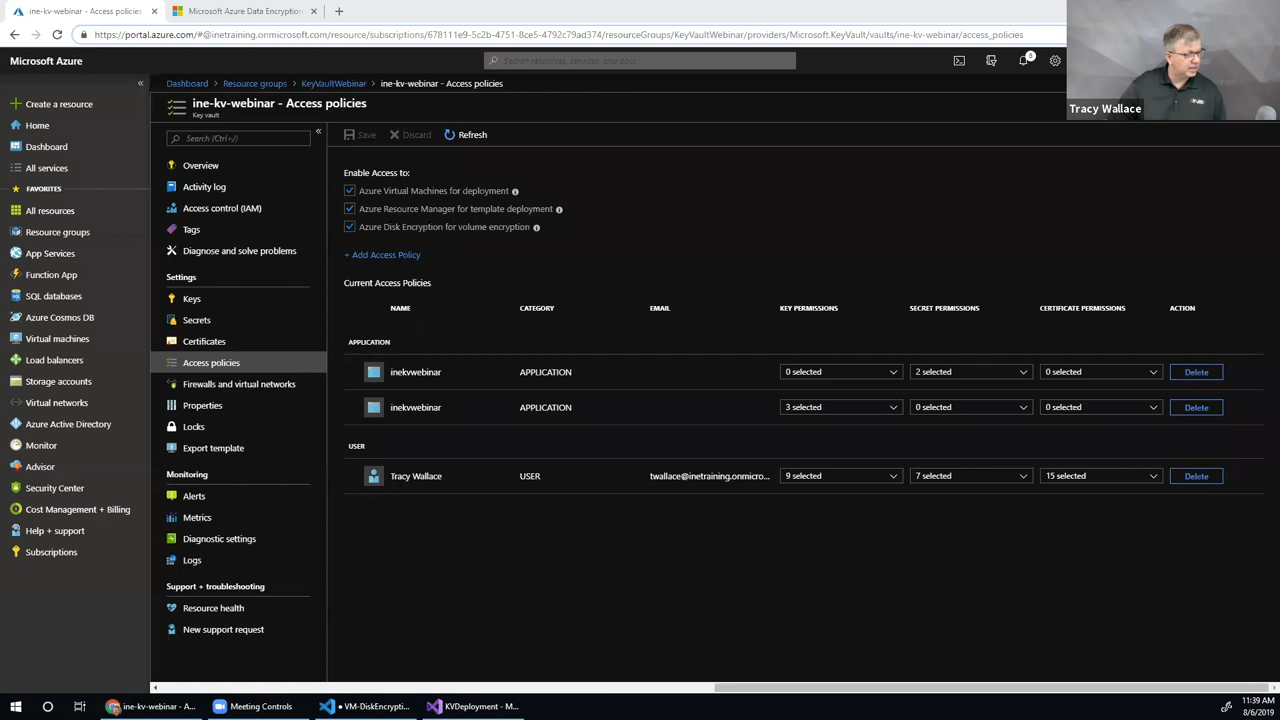 ine-kv-webinar - Access policies
Microsoft Azure Data Encryption
https://portal.azure.com/#@inetraining.onmicrosoft.com/resource/subscriptions/678111e9-5c2b-4751-8ce5-4792c79ad374/resourceGroups/KeyVaultWebinar/providers/Microsoft.KeyVault/vaults/ine-kv-webinar/access_policies
Microsoft Azure
Search resources, services, and docs
6
Tracy Wallace
Dashboard
Resource groups
KeyVaultWebinar
ine-kv-webinar - Access policies
ine-kv-webinar - Access policies
Key vault
Create a resource
Home
Dashboard
All services
FAVORITES
All resources
Resource groups
App Services
Function App
SQL databases
Azure Cosmos DB
Virtual machines
Load balancers
Storage accounts
Virtual networks
Azure Active Directory
Monitor
Advisor
Security Center
Cost Management + Billing
Help + support
Subscriptions
Search (Ctrl+/)
Overview
Activity log
Access control (IAM)
Tags
Diagnose and solve problems
Settings
Keys
Secrets
Certificates
Access policies
Firewalls and virtual networks
Properties
Locks
Export template
Monitoring
Alerts
Metrics
Diagnostic settings
Logs
Support + troubleshooting
Resource health
New support request
Save Discard Refresh
Enable Access to:
Azure Virtual Machines for deployment
Azure Resource Manager for template deployment
Azure Disk Encryption for volume encryption
+ Add Access Policy
Current Access Policies
NAME CATEGORY EMAIL KEY PERMISSIONS SECRET PERMISSIONS CERTIFICATE PERMISSIONS ACTION
APPLICATION
inekvwebinar APPLICATION 0 selected 2 selected 0 selected Delete
inekvwebinar APPLICATION 3 selected 0 selected 0 selected Delete
USER
Tracy Wallace USER twallace@inetraining.onmicro... 9 selected 7 selected 15 selected Delete
ine-kv-webinar - A...
Meeting Controls
● VM-DiskEncrypti...
KVDeployment - M...
11:39 AM
8/6/2019